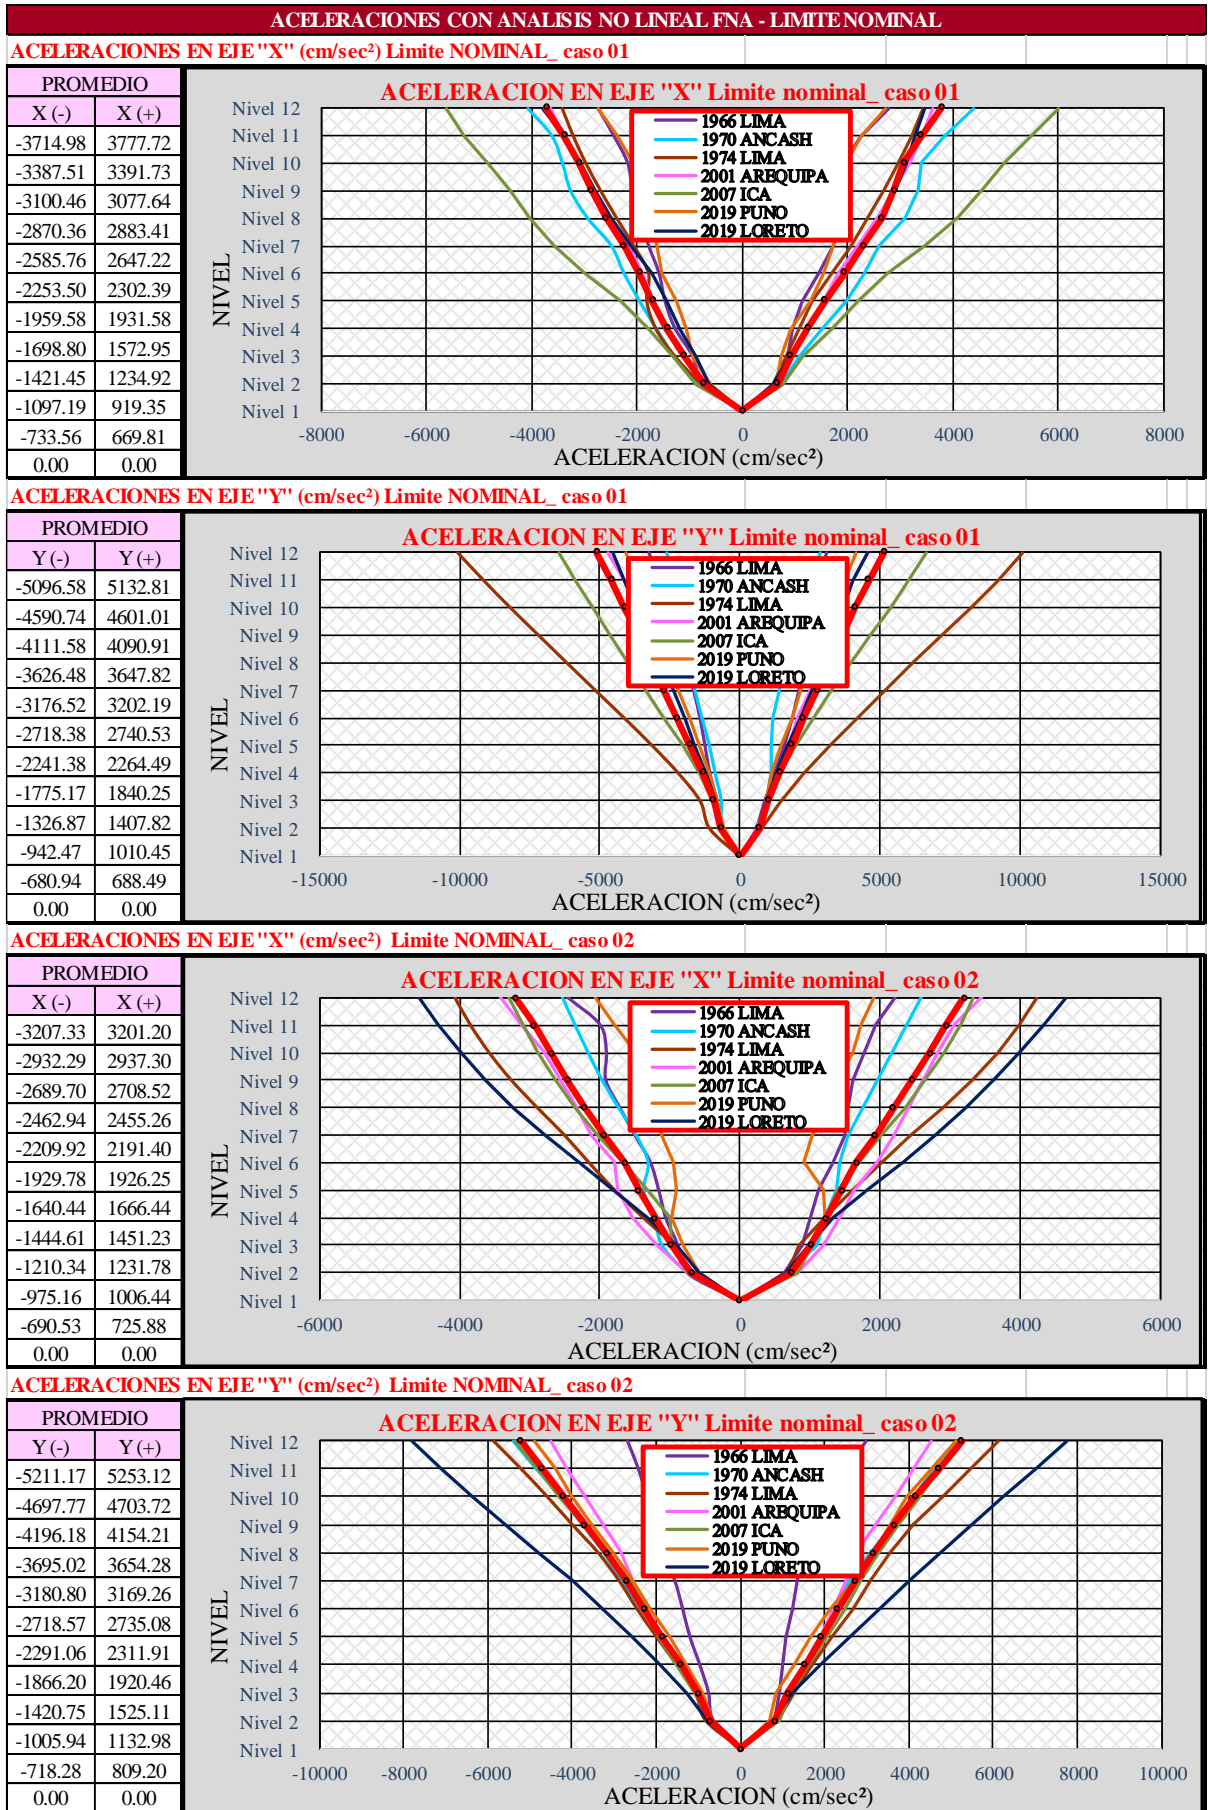 ACELERACIONES CON ANALISIS NO LINEAL FNA - LIMITE NOMINAL
ACELERACIONES EN EJE "X" (cm/sec²) Limite NOMINAL_ caso 01
PROMEDIO
X (-) X (+)
-3714.98 3777.72
-3387.51 3391.73
-3100.46 3077.64
-2870.36 2883.41
-2585.76 2647.22
-2253.50 2302.39
-1959.58 1931.58
-1698.80 1572.95
-1421.45 1234.92
-1097.19 919.35
-733.56 669.81
0.00 0.00
ACELERACION EN EJE "X" Limite nominal_ caso 01
Nivel 12
Nivel 11
Nivel 10
Nivel 9
Nivel 8
Nivel 7
Nivel 6
Nivel 5
Nivel 4
Nivel 3
Nivel 2
Nivel 1
NIVEL
1966 LIMA
1970 ANCASH
1974 LIMA
2001 AREQUIPA
2007 ICA
2019 PUNO
2019 LORETO
-8000 -6000 -4000 -2000 0 2000 4000 6000 8000
ACELERACION (cm/sec²)
ACELERACIONES EN EJE "Y" (cm/sec²) Limite NOMINAL_ caso 01
PROMEDIO
Y (-) Y (+)
-5096.58 5132.81
-4590.74 4601.01
-4111.58 4090.91
-3626.48 3647.82
-3176.52 3202.19
-2718.38 2740.53
-2241.38 2264.49
-1775.17 1840.25
-1326.87 1407.82
-942.47 1010.45
-680.94 688.49
0.00 0.00
ACELERACION EN EJE "Y" Limite nominal_ caso 01
Nivel 12
Nivel 11
Nivel 10
Nivel 9
Nivel 8
Nivel 7
Nivel 6
Nivel 5
Nivel 4
Nivel 3
Nivel 2
Nivel 1
NIVEL
1966 LIMA
1970 ANCASH
1974 LIMA
2001 AREQUIPA
2007 ICA
2019 PUNO
2019 LORETO
-15000 -10000 -5000 0 5000 10000 15000
ACELERACION (cm/sec²)
ACELERACIONES EN EJE "X" (cm/sec²) Limite NOMINAL_ caso 02
PROMEDIO
X (-) X (+)
-3207.33 3201.20
-2932.29 2937.30
-2689.70 2708.52
-2462.94 2455.26
-2209.92 2191.40
-1929.78 1926.25
-1640.44 1666.44
-1444.61 1451.23
-1210.34 1231.78
-975.16 1006.44
-690.53 725.88
0.00 0.00
ACELERACION EN EJE "X" Limite nominal_ caso 02
Nivel 12
Nivel 11
Nivel 10
Nivel 9
Nivel 8
Nivel 7
Nivel 6
Nivel 5
Nivel 4
Nivel 3
Nivel 2
Nivel 1
NIVEL
1966 LIMA
1970 ANCASH
1974 LIMA
2001 AREQUIPA
2007 ICA
2019 PUNO
2019 LORETO
-6000 -4000 -2000 0 2000 4000 6000
ACELERACION (cm/sec²)
ACELERACIONES EN EJE "Y" (cm/sec²) Limite NOMINAL_ caso 02
PROMEDIO
Y (-) Y (+)
-5211.17 5253.12
-4697.77 4703.72
-4196.18 4154.21
-3695.02 3654.28
-3180.80 3169.26
-2718.57 2735.08
-2291.06 2311.91
-1866.20 1920.46
-1420.75 1525.11
-1005.94 1132.98
-718.28 809.20
0.00 0.00
ACELERACION EN EJE "Y" Limite nominal_ caso 02
Nivel 12
Nivel 11
Nivel 10
Nivel 9
Nivel 8
Nivel 7
Nivel 6
Nivel 5
Nivel 4
Nivel 3
Nivel 2
Nivel 1
NIVEL
1966 LIMA
1970 ANCASH
1974 LIMA
2001 AREQUIPA
2007 ICA
2019 PUNO
2019 LORETO
-10000 -8000 -6000 -4000 -2000 0 2000 4000 6000 8000 10000
ACELERACION (cm/sec²)